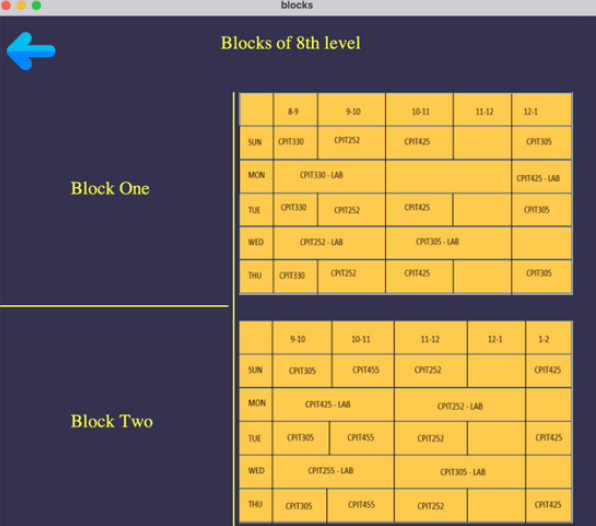 blocks
Blocks of 8th level
Block One
8-9 9-10 10-11 11-12 12-1
SUN CPIT330 CPIT252 CPIT425 CPIT305
MON CPIT330 - LAB CPIT425 - LAB
TUE CPIT330 CPIT252 CPIT425 CPIT305
WED CPIT252 - LAB CPIT305 - LAB
THU CPIT330 CPIT252 CPIT425 CPIT305
Block Two
9-10 10-11 11-12 12-1 1-2
SUN CPIT305 CPIT455 CPIT252 CPIT425
MON CPIT425 - LAB CPIT252 - LAB
TUE CPIT305 CPIT455 CPIT252 CPIT425
WED CPIT255 - LAB CPIT305 - LAB
THU CPIT305 CPIT455 CPIT252 CPIT425